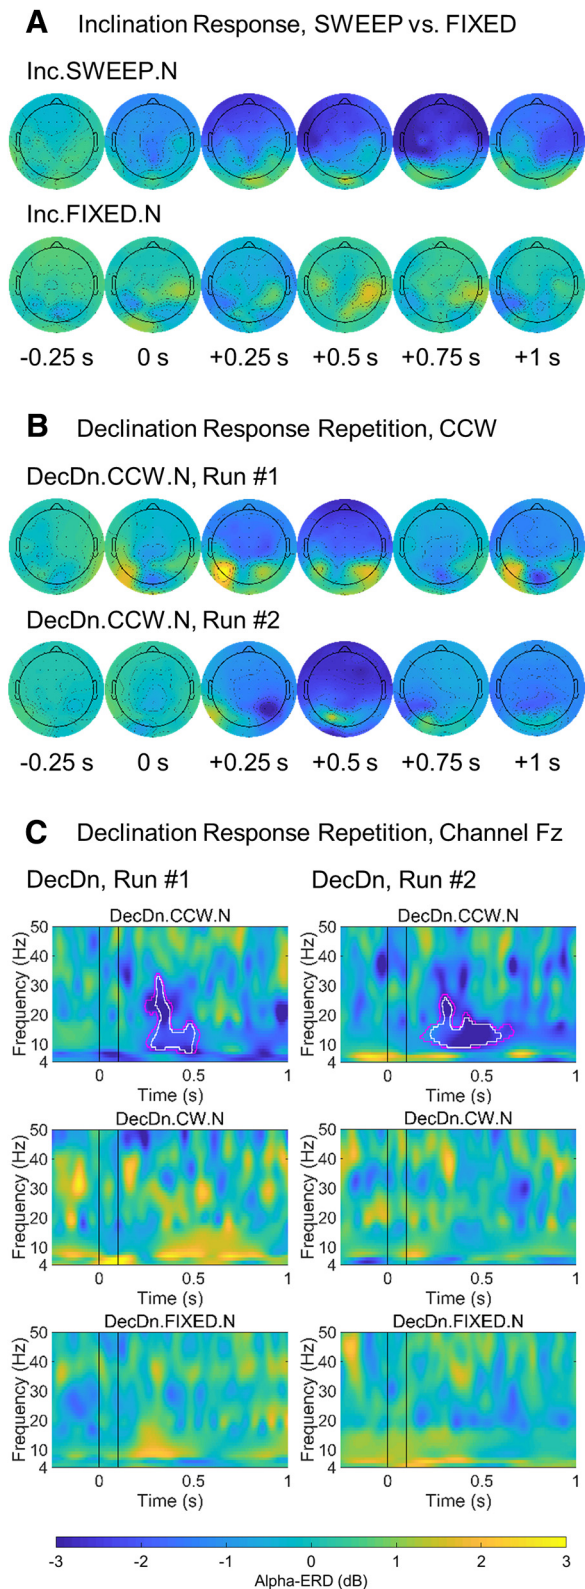 A Inclination Response, SWEEP vs. FIXED
Inc.SWEEP.N
Inc.FIXED.N
-0.25 s 0 s +0.25 s +0.5 s +0.75 s +1 s
B Declination Response Repetition, CCW
DecDn.CCW.N, Run #1
DecDn.CCW.N, Run #2
-0.25 s 0 s +0.25 s +0.5 s +0.75 s +1 s
C Declination Response Repetition, Channel Fz
DecDn, Run #1 DecDn, Run #2
DecDn.CCW.N DecDn.CCW.N
Frequency (Hz) 50 40 30 20 10 4
Frequency (Hz) 50 40 30 20 10 4
0 0.5 1 0 0.5 1
Time (s) Time (s)
DecDn.CW.N DecDn.CW.N
Frequency (Hz) 50 40 30 20 10 4
Frequency (Hz) 50 40 30 20 10 4
0 0.5 1 0 0.5 1
Time (s) Time (s)
DecDn.FIXED.N DecDn.FIXED.N
Frequency (Hz) 50 40 30 20 10 4
Frequency (Hz) 50 40 30 20 10 4
0 0.5 1 0 0.5 1
Time (s) Time (s)
-3 -2 -1 0 1 2 3
Alpha-ERD (dB)